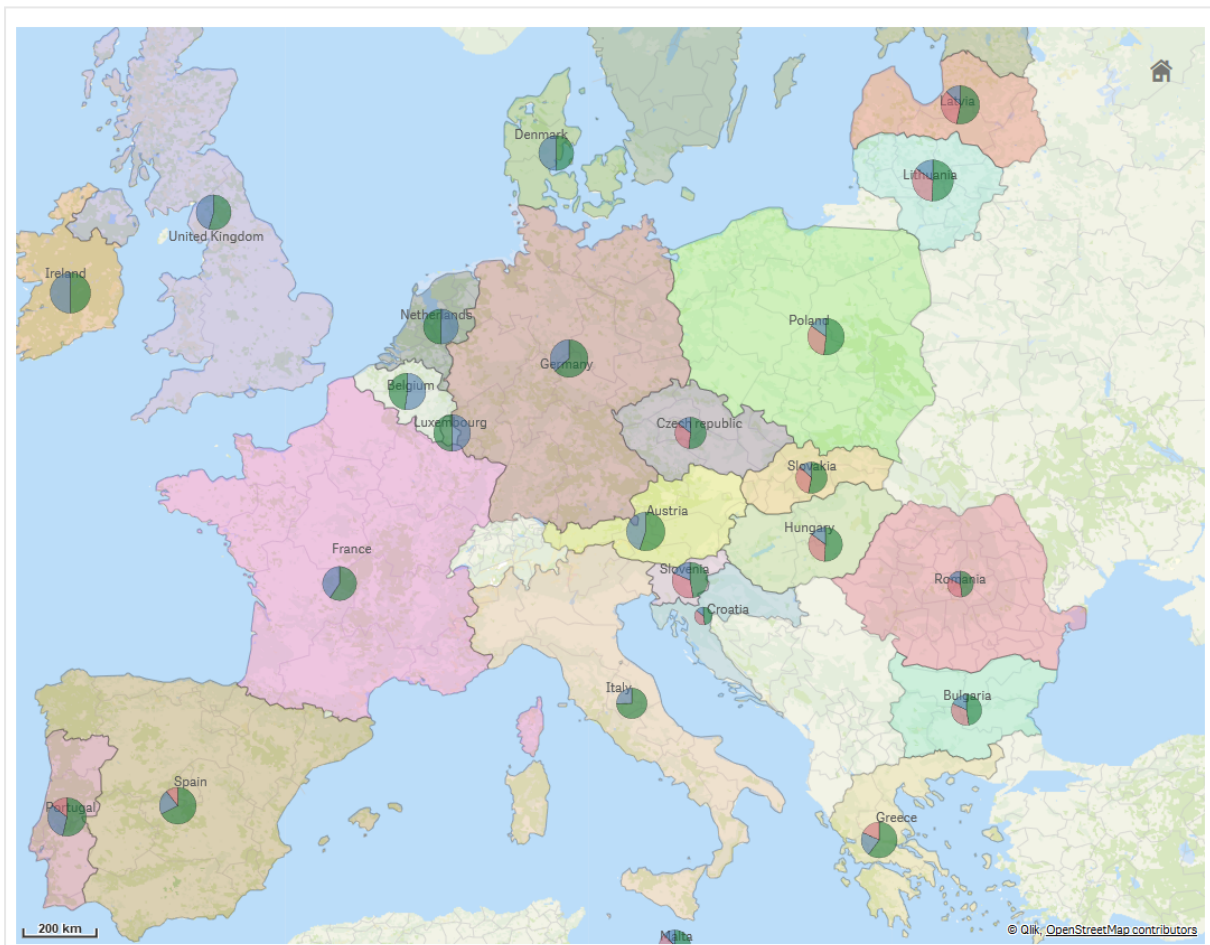 Latvia
Denmark
Lithuania
United Kingdom
Ireland
Netherlands
Poland
Germany
Belgium
Luxembourg
Czech republic
Slovakia
Austria
Hungary
France
Slovenia
Romania
Croatia
Italy
Bulgaria
Spain
Portugal
Greece
200 km
© Qlik, OpenStreetMap contributors
Malta